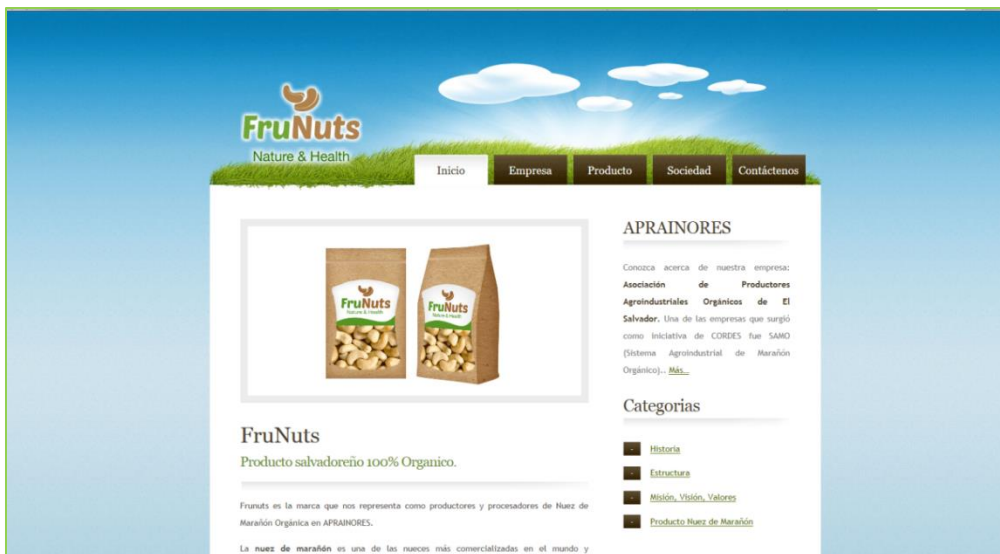 FruNuts
Nature & Health
Inicio
Empresa
Producto
Sociedad
Contáctenos
FruNuts
Nature & Health
FruNuts
Nature & Health
FruNuts
Producto salvadoreño 100% Organico.
Frunuts es la marca que nos representa como productores y procesadores de Nuez de
Marañón Orgánica en APRAINORES.
La nuez de marañón es una de las nueces más comercializadas en el mundo y
APRAINORES
Conozca acerca de nuestra empresa:
Asociación de Productores
Agroindustriales Orgánicos de El
Salvador. Una de las empresas que surgió
como iniciativa de CORDES fue SAMO
(Sistema Agroindustrial de Marañón
Orgánico).. Más...
Categorias
Historia
Estructura
Misión, Visión, Valores
Producto Nuez de Marañón